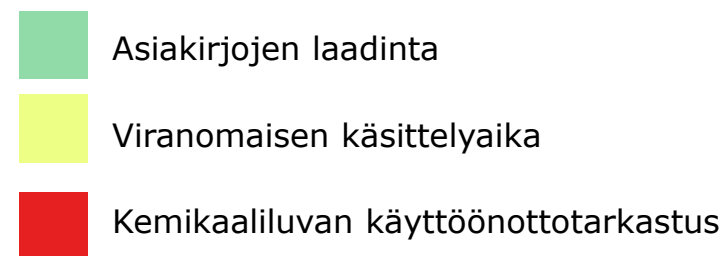 Asiakirjojen laadinta
Viranomaisen käsittelyaika
Kemikaaliluvan käyttöönottotarkastus